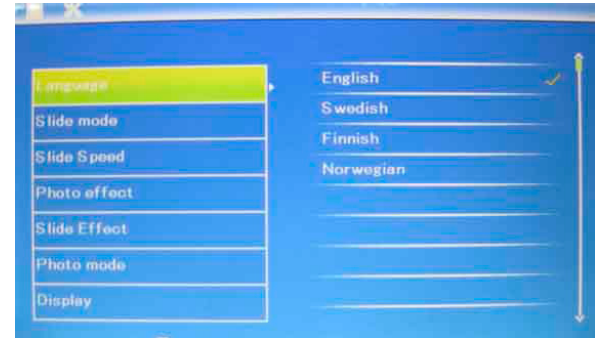 Language
Slide mode
Slide Speed
Photo effect
Slide Effect
Photo mode
Display
English
Swedish
Finnish
Norwegian